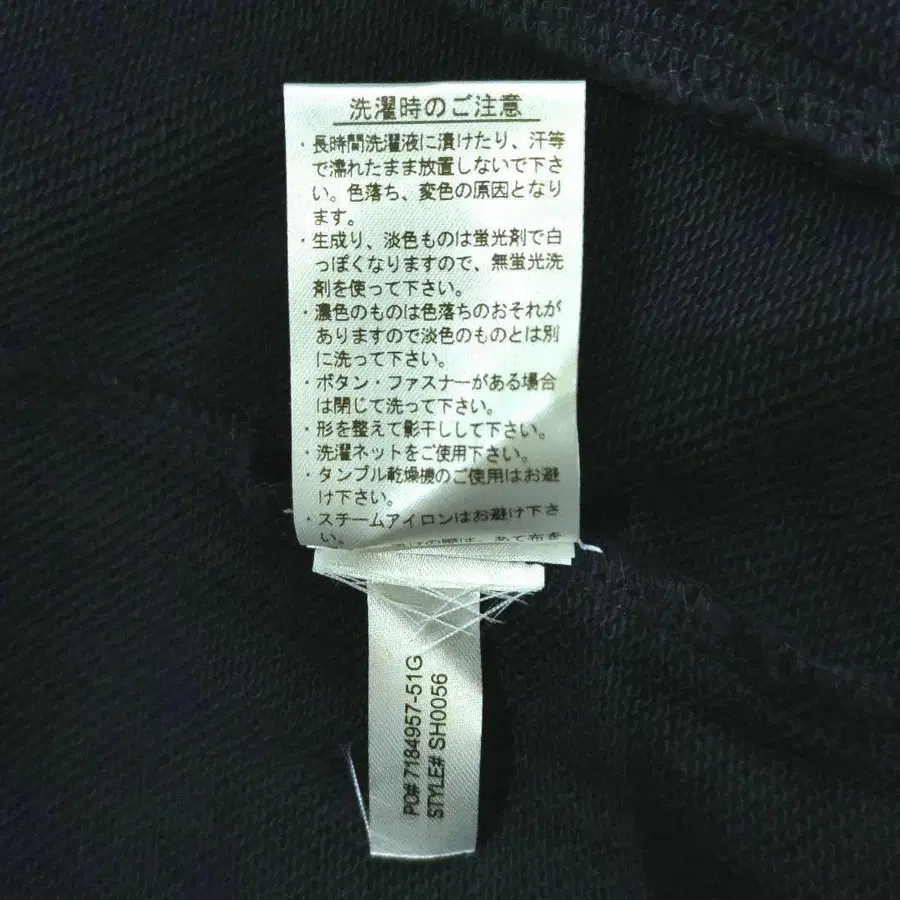 洗濯時のご注意
・長時間洗濯液に漬けたり、汗等
で濡れたまま放置しないで下さ
い。色落ち、変色の原因となり
ます。
・生成り、淡色ものは蛍光剤で白
っぽくなりますので、無蛍光洗
剤を使って下さい。
・濃色のものは色落ちのおそれが
ありますので淡色のものとは別
に洗って下さい。
・ボタン・ファスナーがある場合
は閉じて洗って下さい。
・形を整えて影干しして下さい。
・洗濯ネットをご使用下さい。
・タンブル乾燥機のご使用はお避
け下さい。
・スチームアイロンはお避け下さ
い。
掛けの際は、あて布を
PO# 7184957-51G
STYLE# SH0056